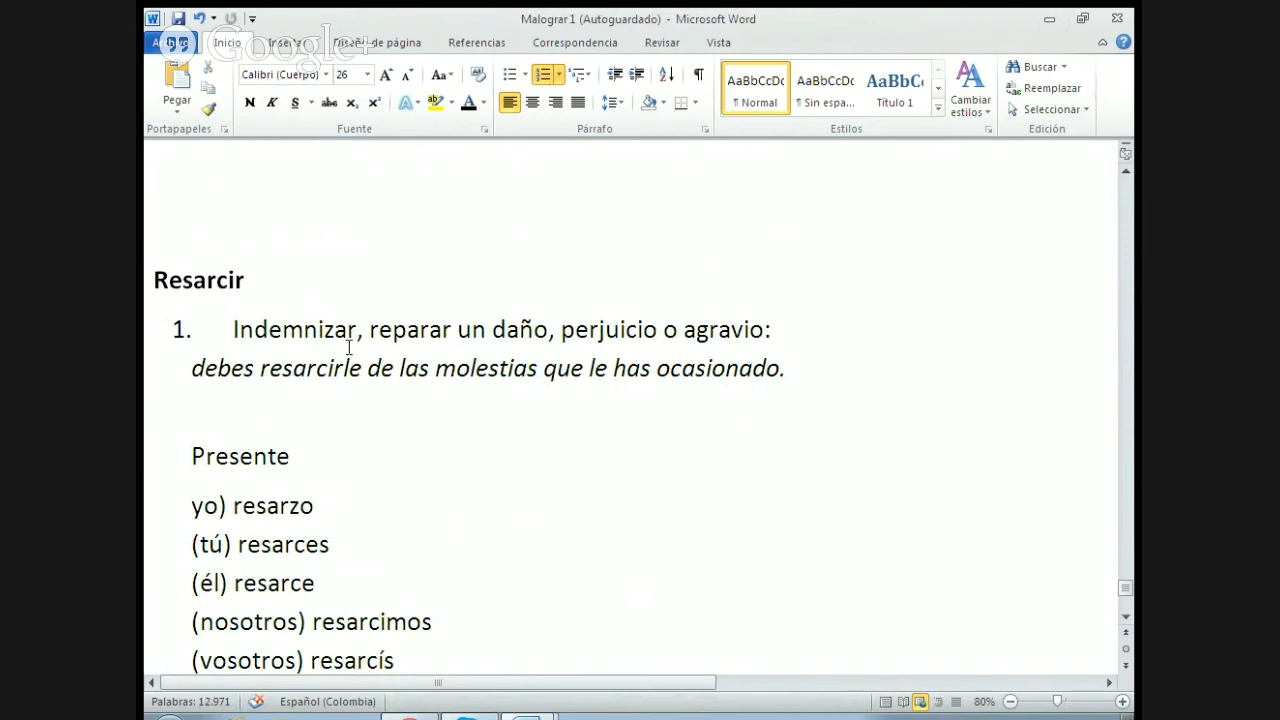 Malograr1 (Autoguardado) - Microsoft Word
Google+
Inicio Diseño de página Referencias Correspondencia Revisar Vista
Pegar
Calibri (Cuerpo) 26
Portapapeles Fuente Párrafo
AaBbCcDc AaBbCcDc AaBbC
¶ Normal ¶ Sin espa... Título 1
Cambiar estilos
Estilos
Buscar
Reemplazar
Seleccionar
Edición
Resarcir
1. Indemnizar, reparar un daño, perjuicio o agravio:
debes resarcirle de las molestias que le has ocasionado.
Presente
yo) resarzo
(tú) resarces
(él) resarce
(nosotros) resarcimos
(vosotros) resarcís
Palabras: 12.971 Español (Colombia) 80%